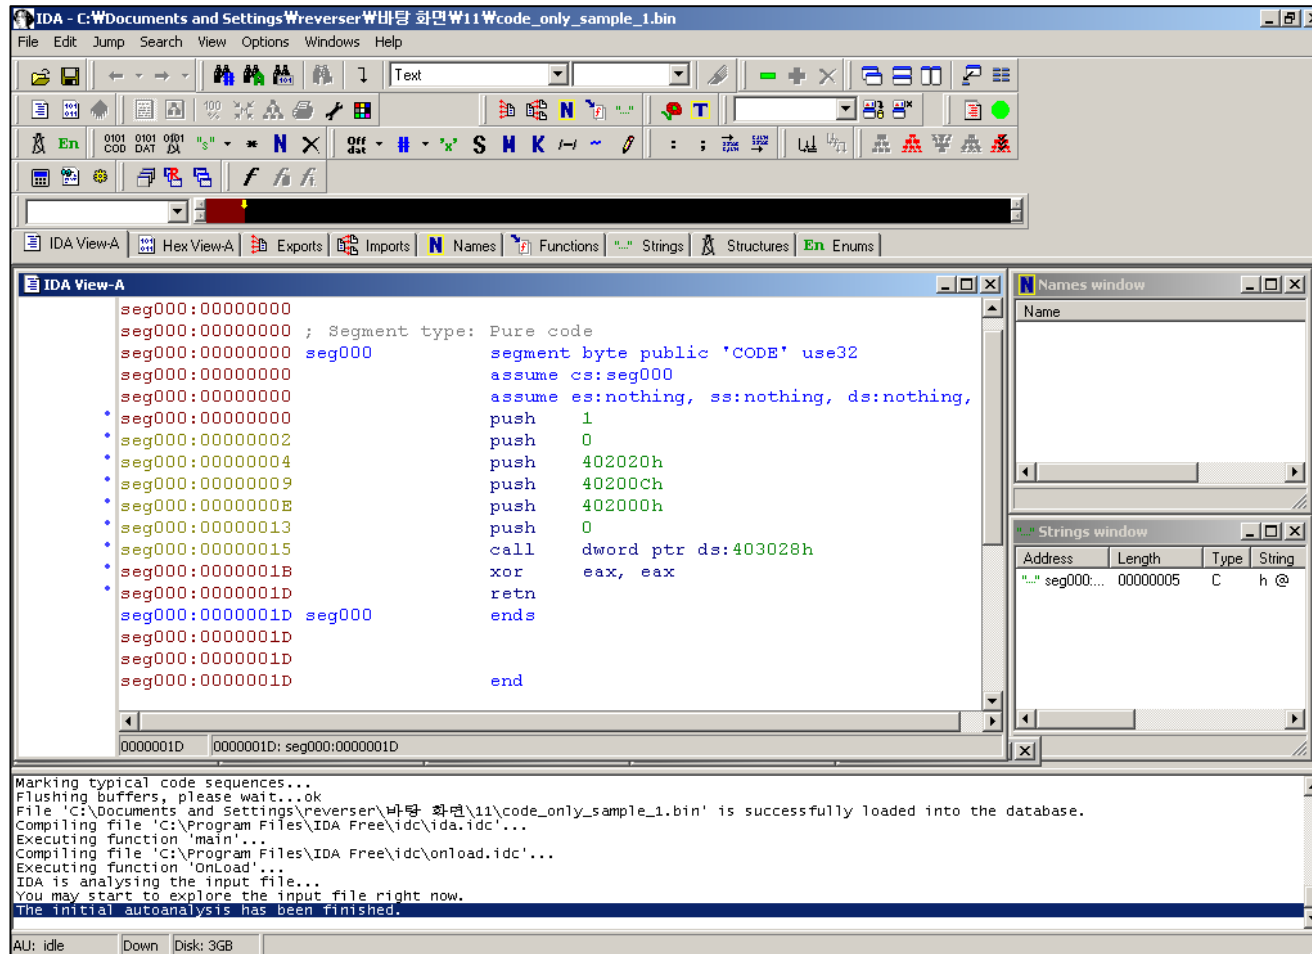 IDA - C:₩Documents and Settings₩reverser₩바탕 화면₩11₩code_only_sample_1.bin
File Edit Jump Search View Options Windows Help
Text
En
N
S M K
IDA View-A Hex View-A Exports Imports N Names Functions Strings Structures En Enums
IDA View-A
seg000:00000000
seg000:00000000 ; Segment type: Pure code
seg000:00000000 seg000 segment byte public 'CODE' use32
seg000:00000000 assume cs:seg000
seg000:00000000 assume es:nothing, ss:nothing, ds:nothing,
seg000:00000000 push 1
seg000:00000002 push 0
seg000:00000004 push 402020h
seg000:00000009 push 40200Ch
seg000:0000000E push 402000h
seg000:00000013 push 0
seg000:00000015 call dword ptr ds:403028h
seg000:0000001B xor eax, eax
seg000:0000001D retn
seg000:0000001D seg000 ends
seg000:0000001D
seg000:0000001D
seg000:0000001D end
0000001D 0000001D: seg000:0000001D
Names window
Name
Strings window
Address Length Type String
seg000:... 00000005 C h @
Marking typical code sequences...
Flushing buffers, please wait...ok
File 'C:\Documents and Settings\reverser\바탕 화면\11\code_only_sample_1.bin' is successfully loaded into the database.
Compiling file 'C:\Program Files\IDA Free\idc\ida.idc'...
Executing function 'main'...
Compiling file 'C:\Program Files\IDA Free\idc\onload.idc'...
Executing function 'OnLoad'...
IDA is analysing the input file...
You may start to explore the input file right now.
The initial autoanalysis has been finished.
AU: idle Down Disk: 3GB